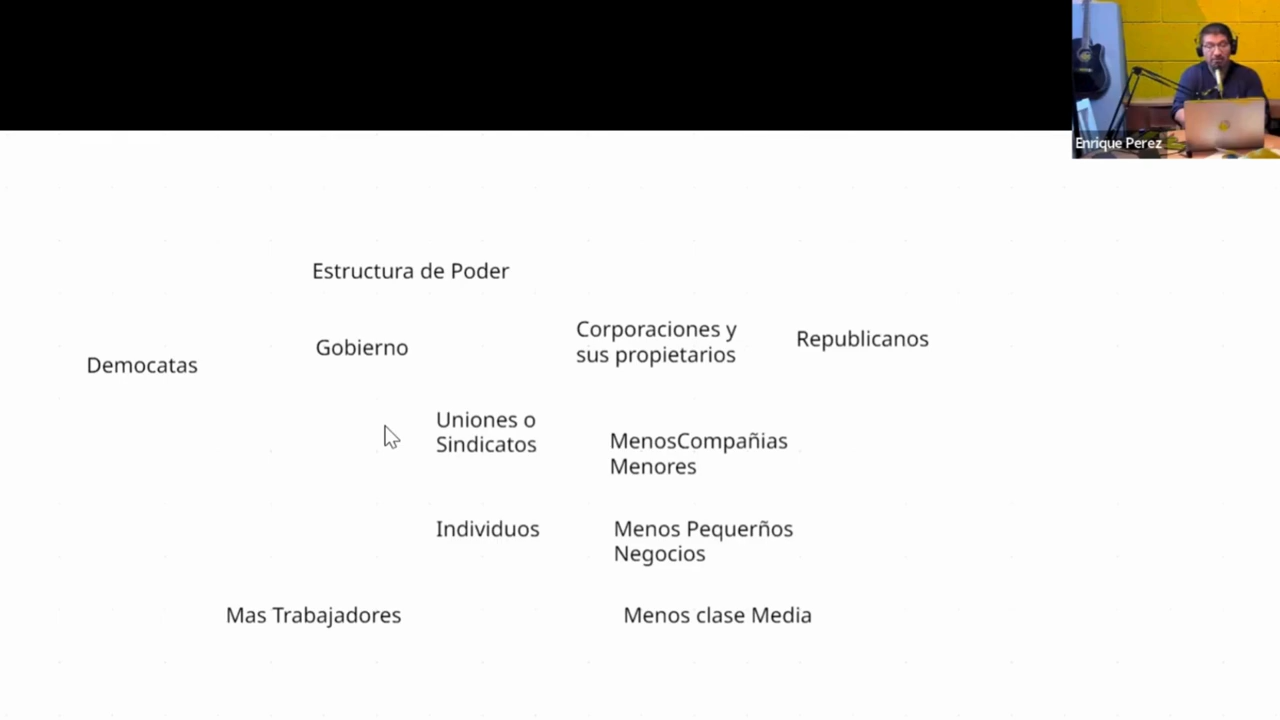 Enrique Perez
Estructura de Poder
Democatas
Gobierno
Corporaciones y
sus propietarios
Republicanos
Uniones o
Sindicatos
MenosCompañias
Menores
Individuos
Menos Pequerños
Negocios
Mas Trabajadores
Menos clase Media